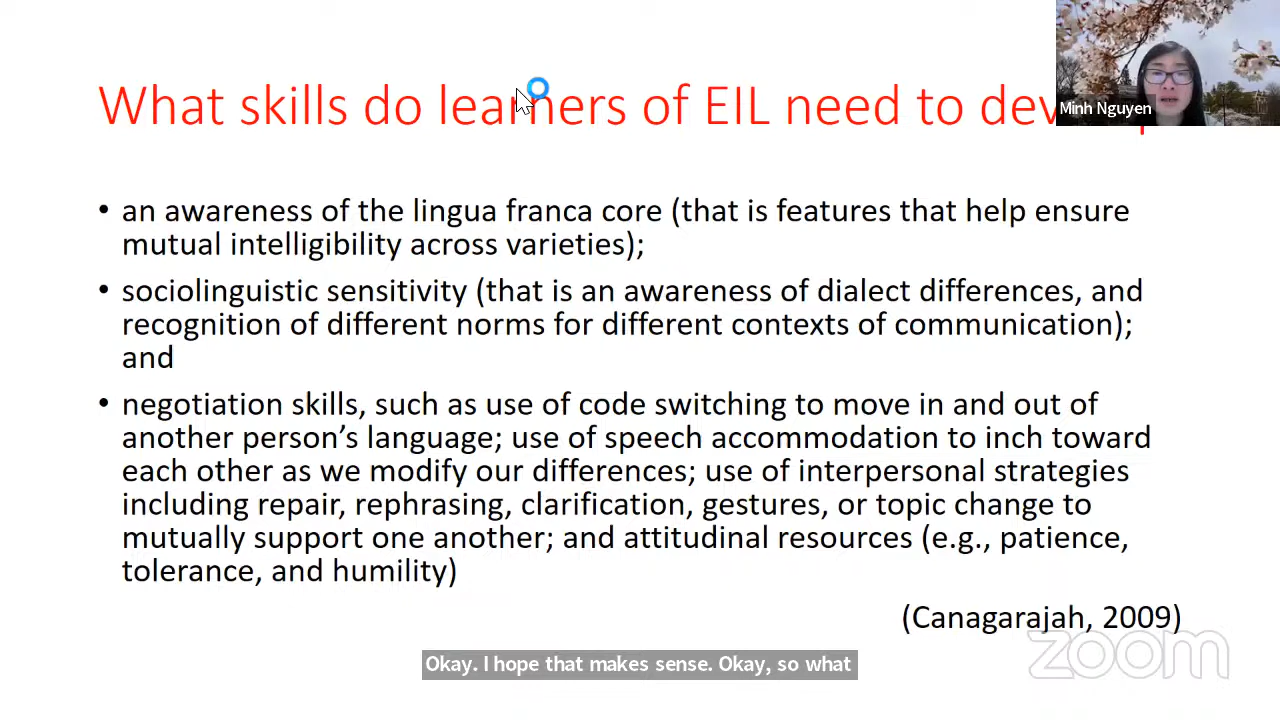 What skills do learners of EIL need to
Minh Nguyen
• an awareness of the lingua franca core (that is features that help ensure
mutual intelligibility across varieties);
• sociolinguistic sensitivity (that is an awareness of dialect differences, and
recognition of different norms for different contexts of communication);
and
• negotiation skills, such as use of code switching to move in and out of
another person’s language; use of speech accommodation to inch toward
each other as we modify our differences; use of interpersonal strategies
including repair, rephrasing, clarification, gestures, or topic change to
mutually support one another; and attitudinal resources (e.g., patience,
tolerance, and humility)
(Canagarajah, 2009)
zoom
Okay. I hope that makes sense. Okay, so what